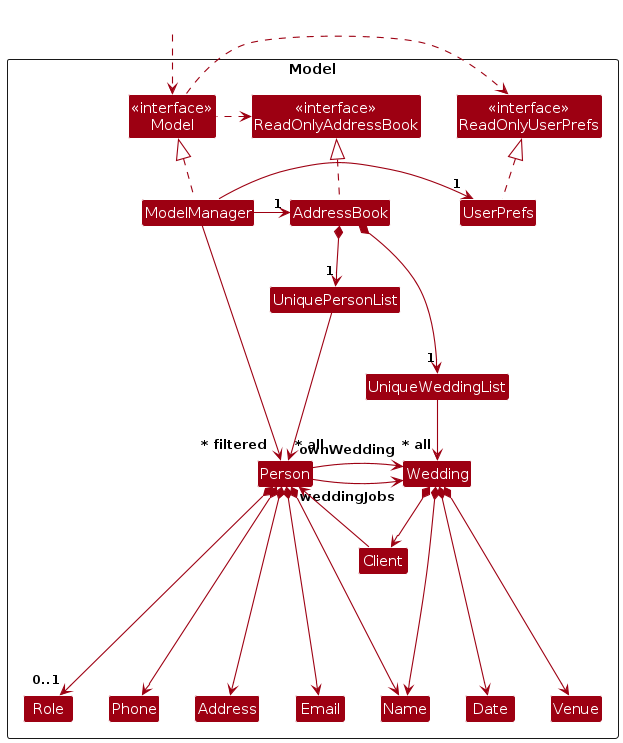 Model
«interface»
Model
«interface»
ReadOnlyAddressBook
«interface»
ReadOnlyUserPrefs
1
1
ModelManager
AddressBook
UserPrefs
1
UniquePersonList
1
UniqueWeddingList
* filtered
* all
* all
ownWedding
Person
Wedding
weddingJobs
Client
0..1
Role
Phone
Address
Email
Name
Date
Venue